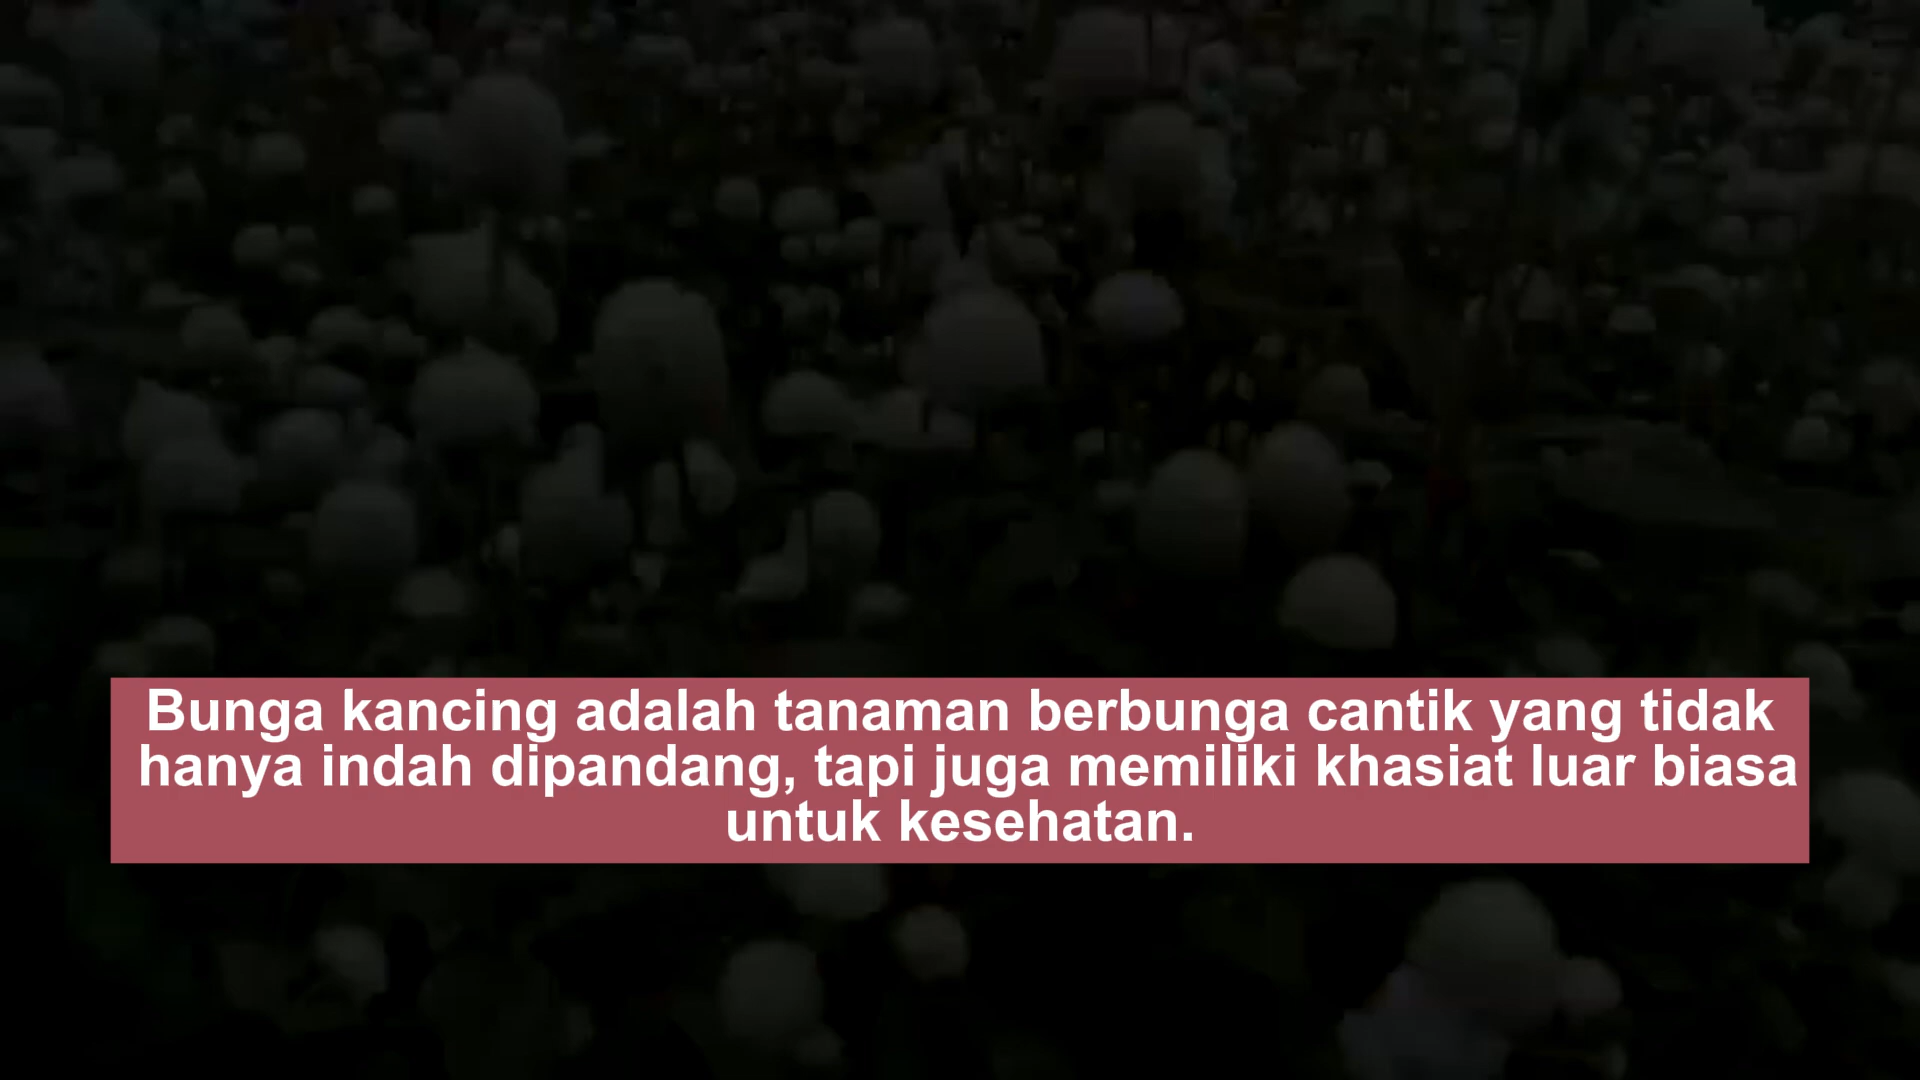 Bunga kancing adalah tanaman berbunga cantik yang tidak
hanya indah dipandang, tapi juga memiliki khasiat luar biasa
untuk kesehatan.